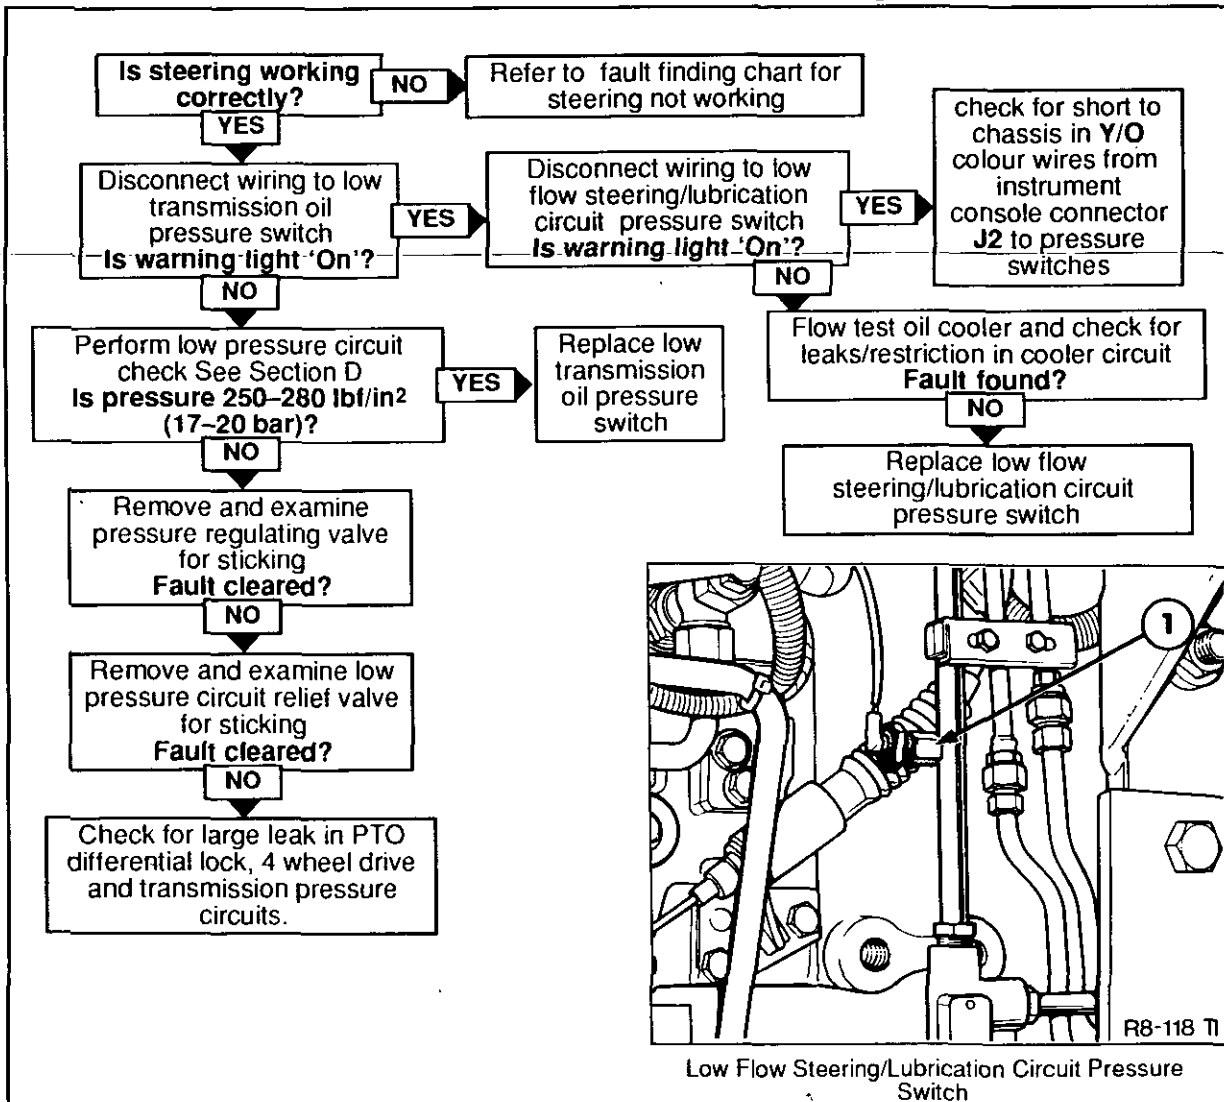 Is steering working
correctly?
NO
Refer to fault finding chart for
steering not working
YES
Disconnect wiring to low
transmission oil
pressure switch
Is warning light 'On'?
YES
Disconnect wiring to low
flow steering/lubrication
circuit pressure switch
Is warning light 'On'?
YES
check for short to
chassis in Y/O
colour wires from
instrument
console connector
J2 to pressure
switches
NO
NO
Perform low pressure circuit
check See Section D
Is pressure 250–280 lbf/in2
(17–20 bar)?
YES
Replace low
transmission
oil pressure
switch
Flow test oil cooler and check for
leaks/restriction in cooler circuit
Fault found?
NO
Replace low flow
steering/lubrication circuit
pressure switch
NO
Remove and examine
pressure regulating valve
for sticking
Fault cleared?
NO
Remove and examine low
pressure circuit relief valve
for sticking
Fault cleared?
NO
Check for large leak in PTO
differential lock, 4 wheel drive
and transmission pressure
circuits.
1
R8-118 TI
Low Flow Steering/Lubrication Circuit Pressure
Switch